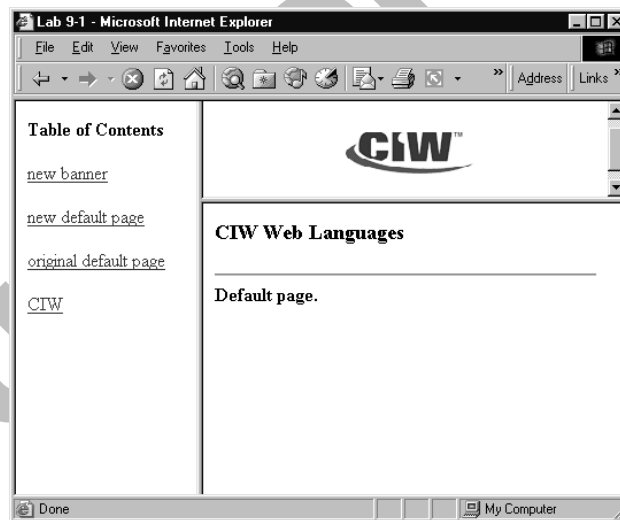 Lab 9-1 - Microsoft Internet Explorer
File Edit View Favorites Tools Help
» Address Links »
Table of Contents
new banner
new default page
original default page
CIW
CIW™
CIW Web Languages
Default page.
Done
My Computer